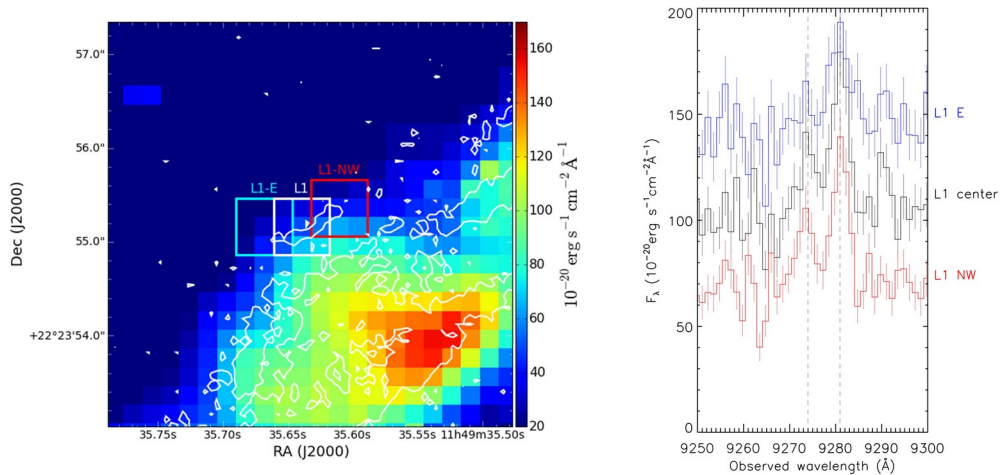 57.0"
56.0"
55.0"
+22°23'54.0"
Dec (J2000)
L1-NW
L1-E
L1
35.75s 35.70s 35.65s 35.60s 35.55s 11h49m35.50s
RA (J2000)
160
140
120
100
80
60
40
20
10⁻²⁰ erg s⁻¹ cm⁻² Å⁻¹
200
150
100
50
0
F_λ (10⁻²⁰erg s⁻¹cm⁻²Å⁻¹)
L1 E
L1 center
L1 NW
9250 9260 9270 9280 9290 9300
Observed wavelength (Å)